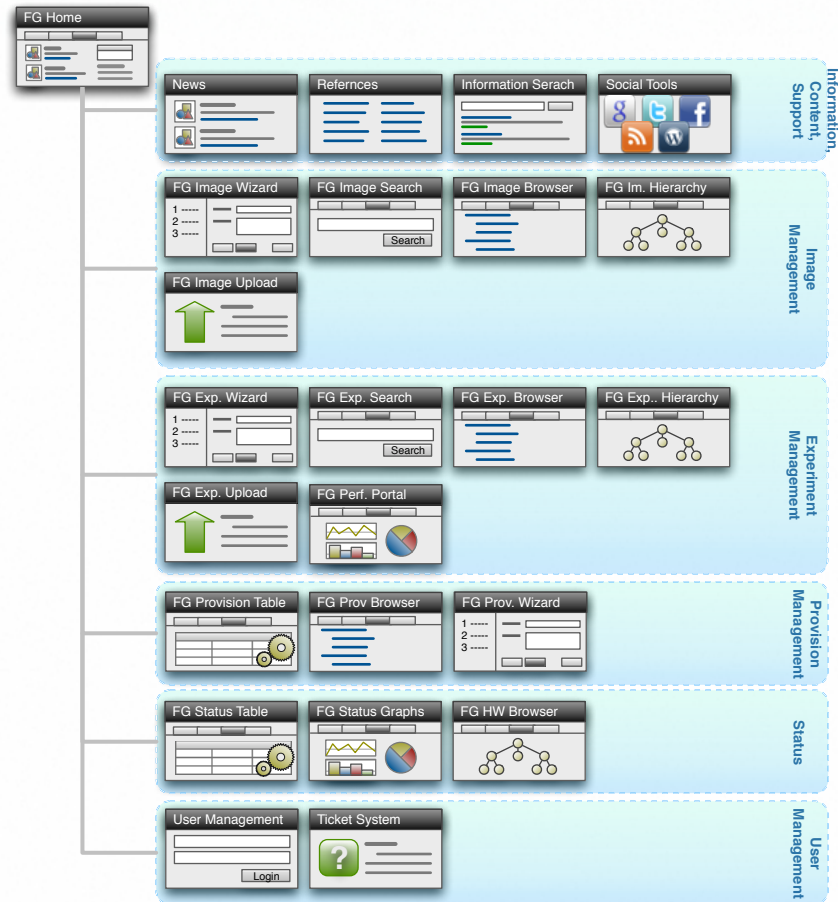 FG Home
News
Refernces
Information Serach
Social Tools
g
t
f
W
Information,
Content,
Support
FG Image Wizard
1 -----
2 -----
3 -----
FG Image Search
Search
FG Image Browser
FG Im. Hierarchy
Image
Management
FG Image Upload
FG Exp. Wizard
1 -----
2 -----
3 -----
FG Exp. Search
Search
FG Exp. Browser
FG Exp.. Hierarchy
Experiment
Management
FG Exp. Upload
FG Perf. Portal
FG Provision Table
FG Prov Browser
FG Prov. Wizard
1 -----
2 -----
3 -----
Provision
Management
FG Status Table
FG Status Graphs
FG HW Browser
Status
User Management
Login
Ticket System
?
User
Management